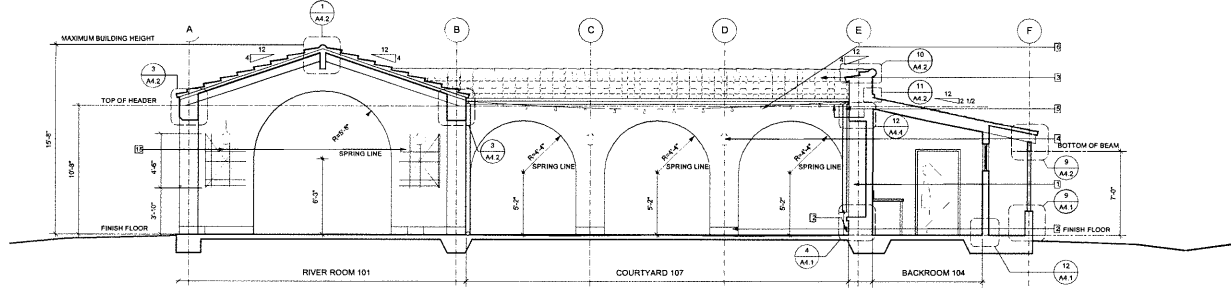 1
A4.2
A
B
C
D
E
F
MAXIMUM BUILDING HEIGHT
12
4
12
4
12
4
10
A4.2
6
3
3
A4.2
11
A4.2
12
2 1/2
TOP OF HEADER
5
R=5'-8"
R=4'-4"
R=4'-4"
R=4'-4"
12
A4.4
4
BOTTOM OF BEAM
15'-8"
10'-8"
4'-6"
3'-10"
SPRING LINE
SPRING LINE
SPRING LINE
SPRING LINE
3
A4.2
9
A4.2
6'-3"
5'-2"
5'-2"
5'-2"
7'-0"
1
9
A4.1
2
FINISH FLOOR
2
FINISH FLOOR
4
A4.1
12
A4.1
RIVER ROOM 101
COURTYARD 107
BACKROOM 104